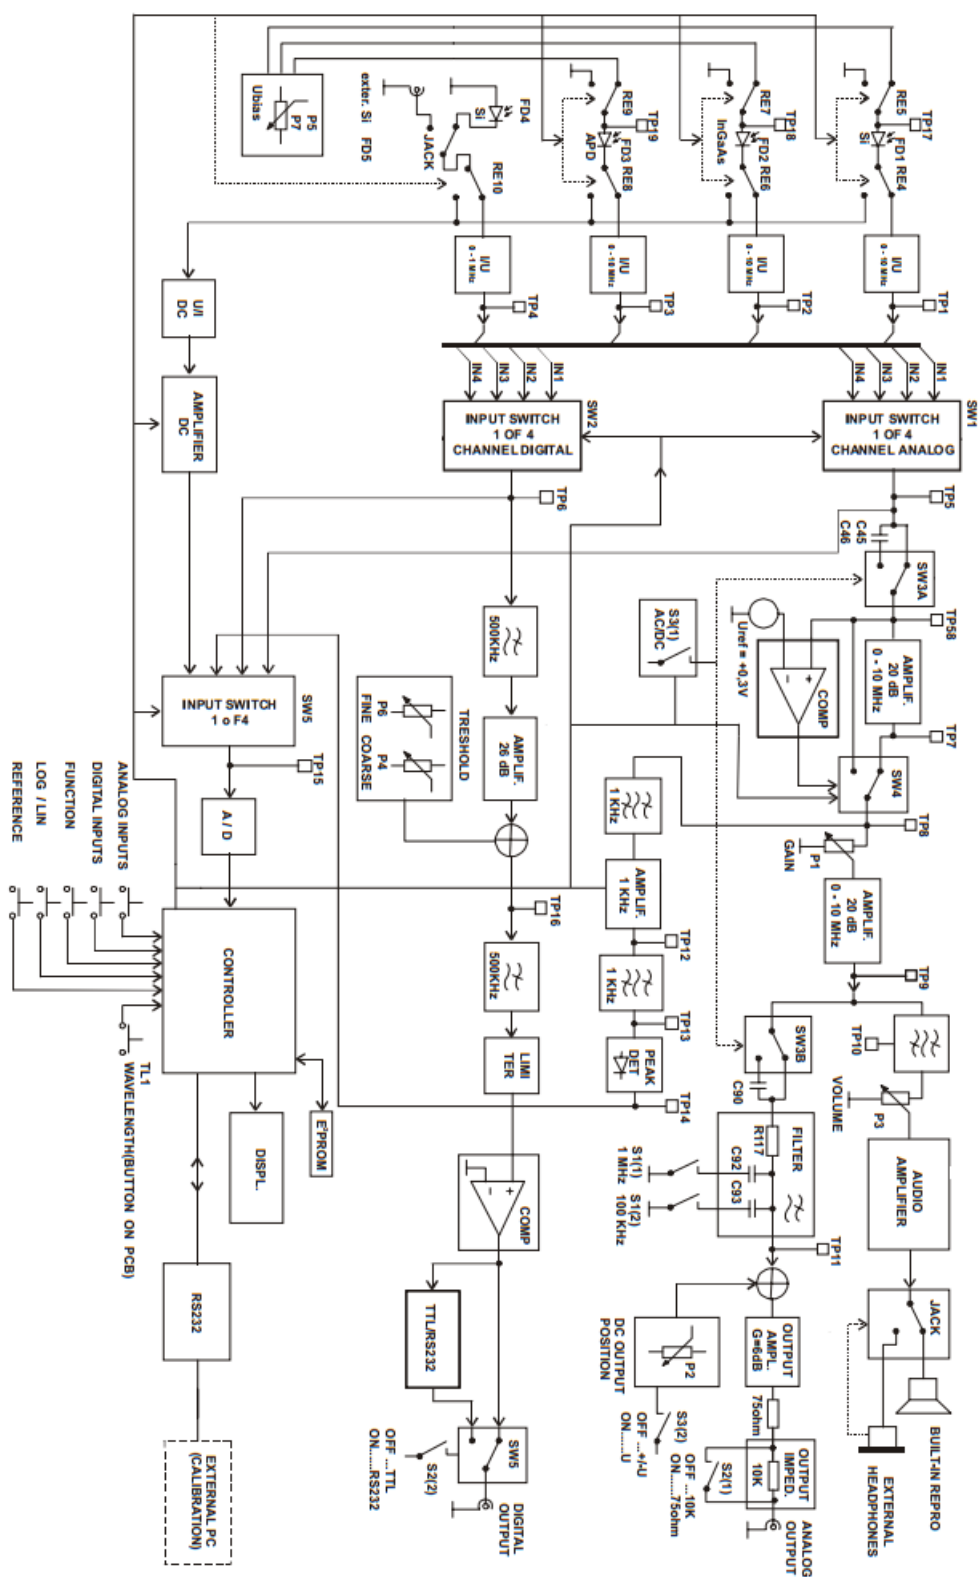 RE5
TP17
Si
FD1
RE4
I/U
0 - 10 MHz
TP1
RE7
TP18
InGaAs
FD2
RE6
I/U
0 - 10 MHz
TP2
RE9
TP19
APD
FD3
RE8
I/U
0 - 10 MHz
TP3
FD4
Si
JACK
exter. Si FD5
RE10
I/U
0 - 1 MHz
TP4
P5
P7
Ubias
IN1
IN2
IN3
IN4
SW1
INPUT SWITCH
1 OF 4
CHANNEL ANALOG
IN1
IN2
IN3
IN4
SW2
INPUT SWITCH
1 OF 4
CHANNEL DIGITAL
U/I
DC
AMPLIFIER
DC
TP5
C45
C46
SW3A
TP58
AMPLIF.
20 dB
0 - 10 MHz
TP7
COMP
+
−
Uref = +0,3V
SW4
TP8
P1
GAIN
AMPLIF.
20 dB
0 - 10 MHz
TP9
TP10
P3
VOLUME
AUDIO
AMPLIFIER
JACK
BUILT-IN REPRO
EXTERNAL
HEADPHONES
SW3B
C90
FILTER
R117
C92
C93
S1(1)
1 MHz
S1(2)
100 KHz
TP11
OUTPUT
AMPL.
G=6dB
75ohm
OUTPUT
IMPED.
10K
ANALOG
OUTPUT
S2(1)
OFF ...10K
ON......75ohm
P2
DC OUTPUT
POSITION
S3(2)
OFF ...+/-U
ON.....U
S3(1)
AC/DC
1 KHz
AMPLIF.
1 KHz
TP12
1 KHz
TP13
PEAK
DET
TP14
TP6
500KHz
AMPLIF.
26 dB
TRESHOLD
P6
P4
FINE COARSE
TP16
500KHz
LIMI
TER
COMP
+
−
TTL/RS232
SW5
DIGITAL
OUTPUT
S2(2)
OFF ...TTL
ON....RS232
SW5
INPUT SWITCH
1 oF4
TP15
A / D
CONTROLLER
E²PROM
DISPL.
ANALOG INPUTS
DIGITAL INPUTS
FUNCTION
LOG / LIN
REFERENCE
TL1
WAVELENGTH(BUTTON ON PCB)
RS232
EXTERNAL PC
(CALIBRATION)